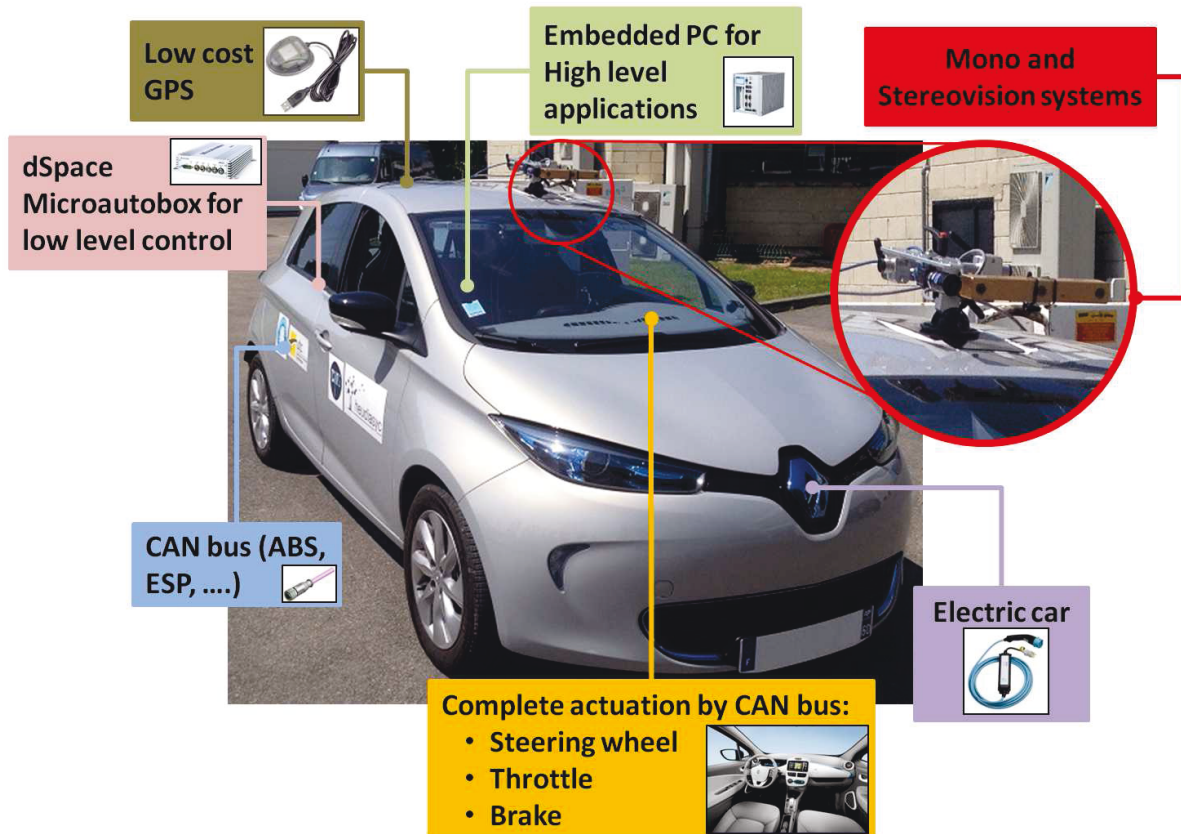 Low cost
GPS
Embedded PC for
High level
applications
Mono and
Stereovision systems
dSpace
Microautobox for
low level control
heudiasyc
CAN bus (ABS,
ESP, ....)
Electric car
Complete actuation by CAN bus:
• Steering wheel
• Throttle
• Brake